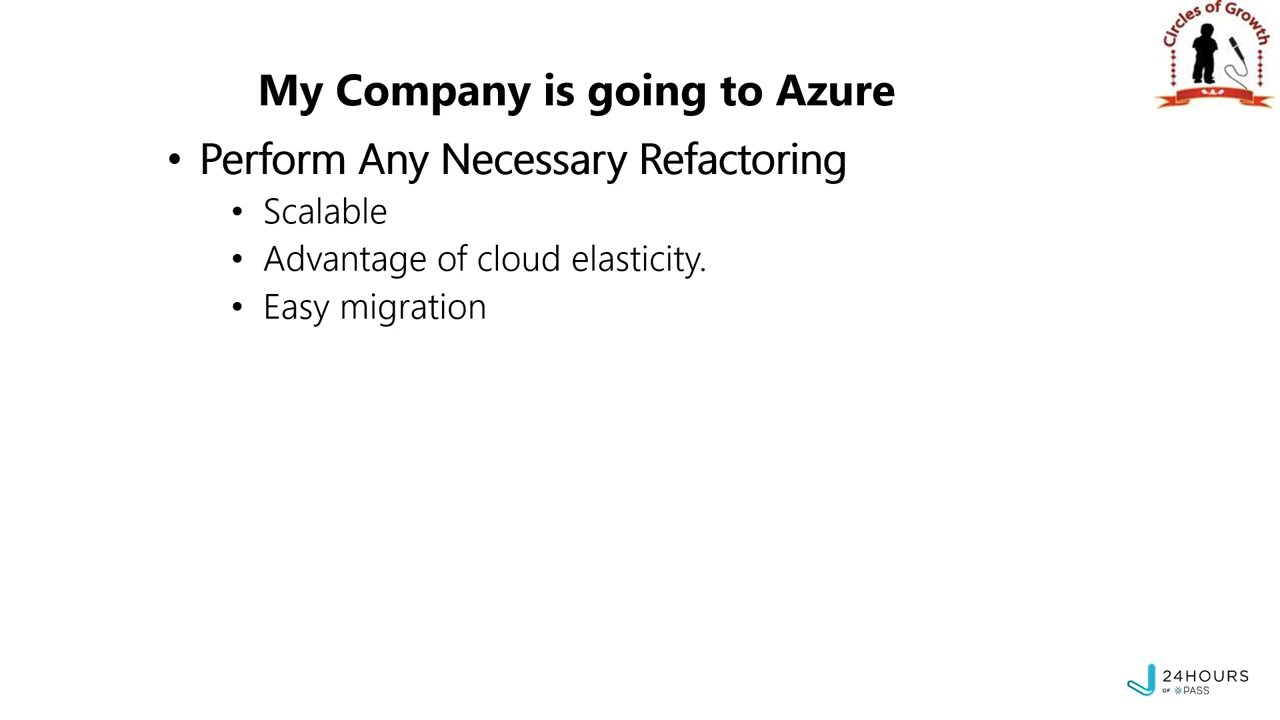 Circles of Growth
My Company is going to Azure
• Perform Any Necessary Refactoring
• Scalable
• Advantage of cloud elasticity.
• Easy migration
24HOURS
OF PASS